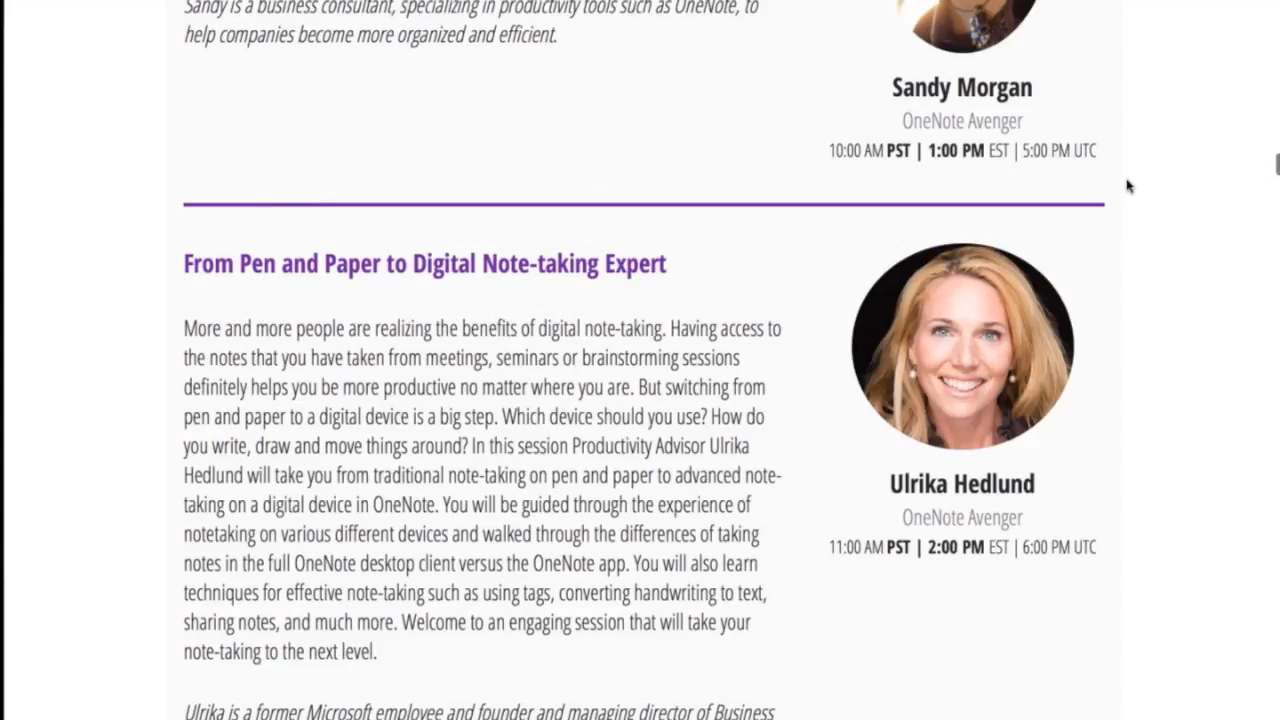 Sandy is a business consultant, specializing in productivity tools such as OneNote, to
help companies become more organized and efficient.
Sandy Morgan
OneNote Avenger
10:00 AM PST | 1:00 PM EST | 5:00 PM UTC
From Pen and Paper to Digital Note-taking Expert
More and more people are realizing the benefits of digital note-taking. Having access to
the notes that you have taken from meetings, seminars or brainstorming sessions
definitely helps you be more productive no matter where you are. But switching from
pen and paper to a digital device is a big step. Which device should you use? How do
you write, draw and move things around? In this session Productivity Advisor Ulrika
Hedlund will take you from traditional note-taking on pen and paper to advanced note-
taking on a digital device in OneNote. You will be guided through the experience of
notetaking on various different devices and walked through the differences of taking
notes in the full OneNote desktop client versus the OneNote app. You will also learn
techniques for effective note-taking such as using tags, converting handwriting to text,
sharing notes, and much more. Welcome to an engaging session that will take your
note-taking to the next level.
Ulrika Hedlund
OneNote Avenger
11:00 AM PST | 2:00 PM EST | 6:00 PM UTC
Ulrika is a former Microsoft employee and founder and managing director of Business